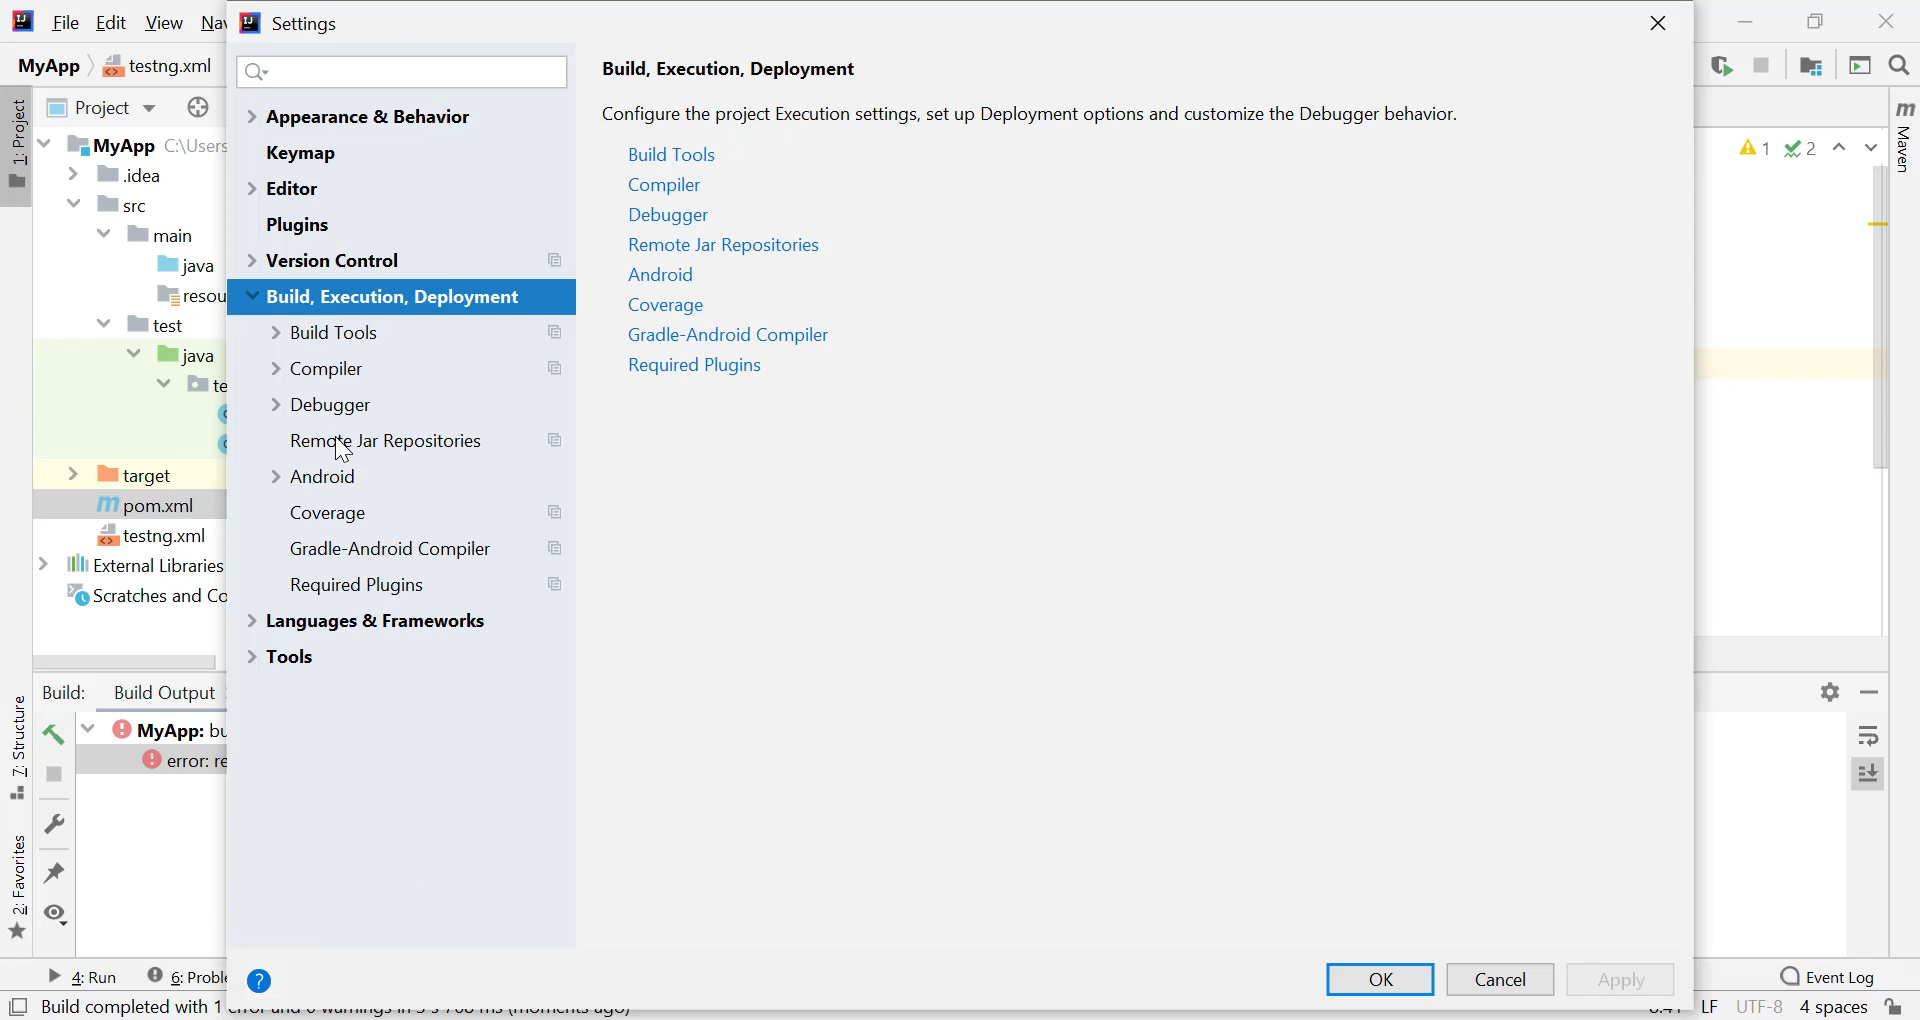 File Edit View
Settings
MyApp testng.xml
Project
MyApp C:\Users
.idea
src
main
java
test
java
target
pom.xml
testng.xml
External Libraries
Scratches and
1: Project
7: Structure
2: Favorites
Appearance & Behavior
Keymap
Editor
Plugins
Version Control
Build, Execution, Deployment
Build Tools
Compiler
Debugger
Remote Jar Repositories
Android
Coverage
Gradle-Android Compiler
Required Plugins
Languages & Frameworks
Tools
Build, Execution, Deployment
Configure the project Execution settings, set up Deployment options and customize the Debugger behavior.
Build Tools
Compiler
Debugger
Remote Jar Repositories
Android
Coverage
Gradle-Android Compiler
Required Plugins
1 2
m Maven
Build: Build Output
MyApp:
error:
OK Cancel Apply
4: Run 6:
Event Log
Build completed with 1
LF UTF-8 4 spaces